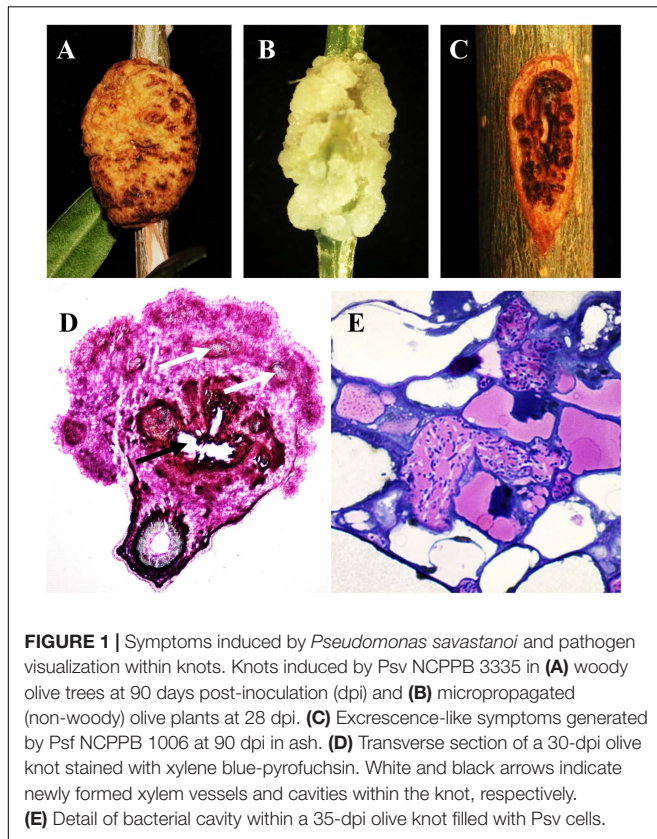 A
B
C
D
E
FIGURE 1 | Symptoms induced by Pseudomonas savastanoi and pathogen
visualization within knots. Knots induced by Psv NCPPB 3335 in (A) woody
olive trees at 90 days post-inoculation (dpi) and (B) micropropagated
(non-woody) olive plants at 28 dpi. (C) Excrescence-like symptoms generated
by Psf NCPPB 1006 at 90 dpi in ash. (D) Transverse section of a 30-dpi olive
knot stained with xylene blue-pyrofuchsin. White and black arrows indicate
newly formed xylem vessels and cavities within the knot, respectively.
(E) Detail of bacterial cavity within a 35-dpi olive knot filled with Psv cells.